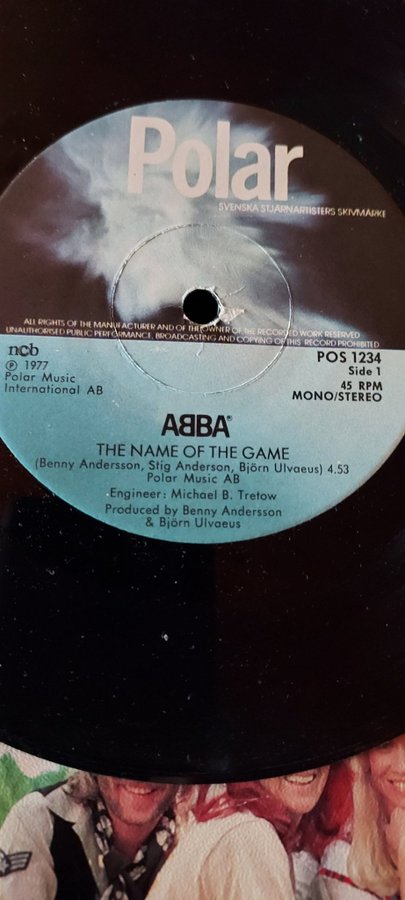 Polar
SVENSKA STJÄRNARTISTERS SKIVMÄRKE
ALL RIGHTS OF THE MANUFACTURER AND OF THE OWNER OF THE RECORDED WORK RESERVED
UNAUTHORISED PUBLIC PERFORMANCE, BROADCASTING AND COPYING OF THIS RECORD PROHIBITED
ncb
Ⓟ 1977
Polar Music
International AB
POS 1234
Side 1
45 RPM
MONO/STEREO
ABBA®
THE NAME OF THE GAME
(Benny Andersson, Stig Anderson, Björn Ulvaeus) 4.53
Polar Music AB
Engineer: Michael B. Tretow
Produced by Benny Andersson
& Björn Ulvaeus